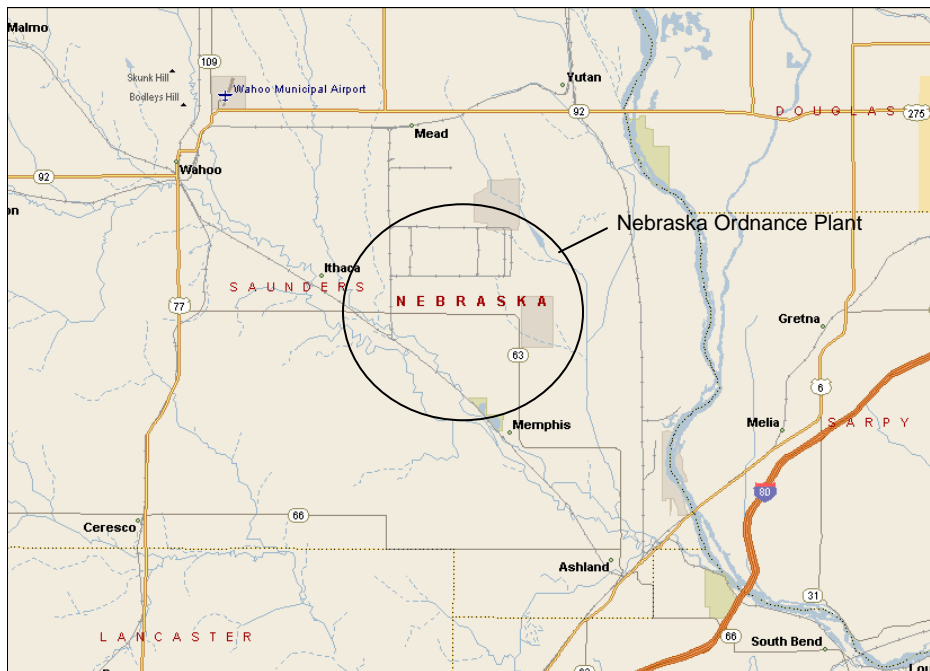 Malmo
109
Skunk Hill
Bodleys Hill
Wahoo Municipal Airport
Yutan
92
DOUGLAS
275
Mead
Wahoo
92
on
Nebraska Ordnance Plant
Ithaca
SAUNDERS
NEBRASKA
77
Gretna
63
6
Memphis
Melia
SARPY
80
66
Ceresco
Ashland
31
LANCASTER
66
South Bend